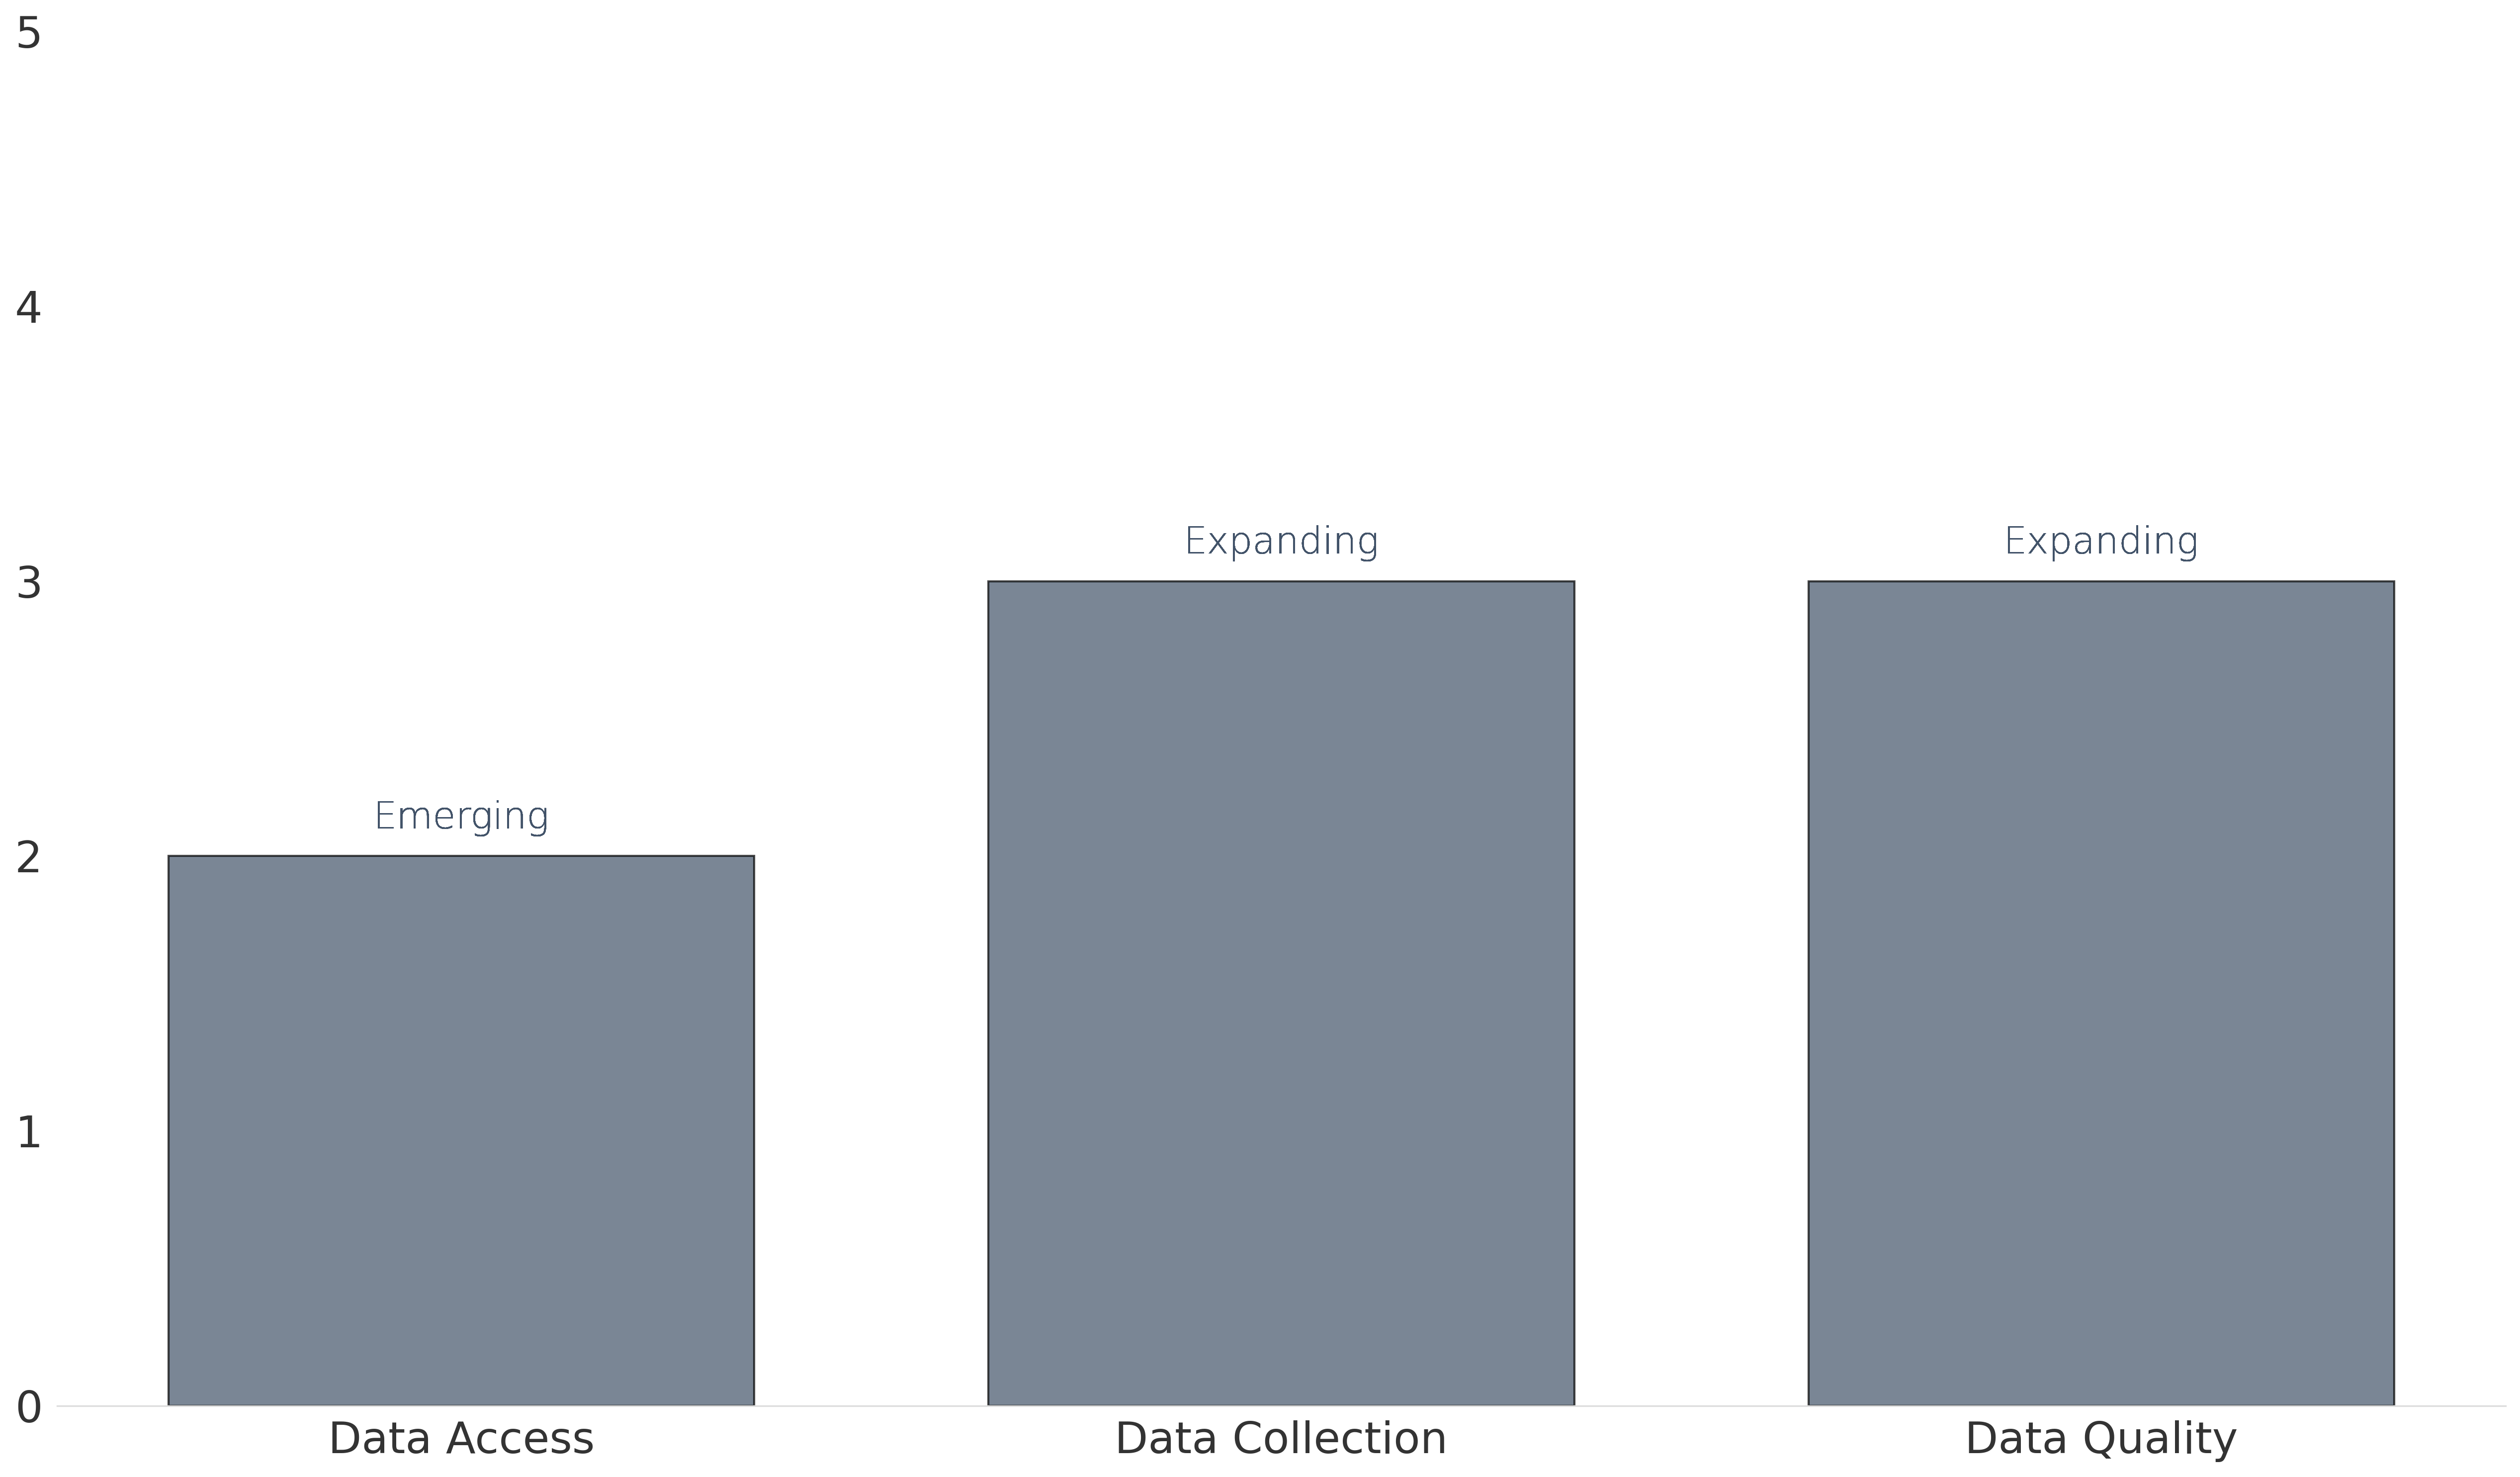 5
4
3
2
1
0
Expanding
Expanding
Emerging
Data Access
Data Collection
Data Quality